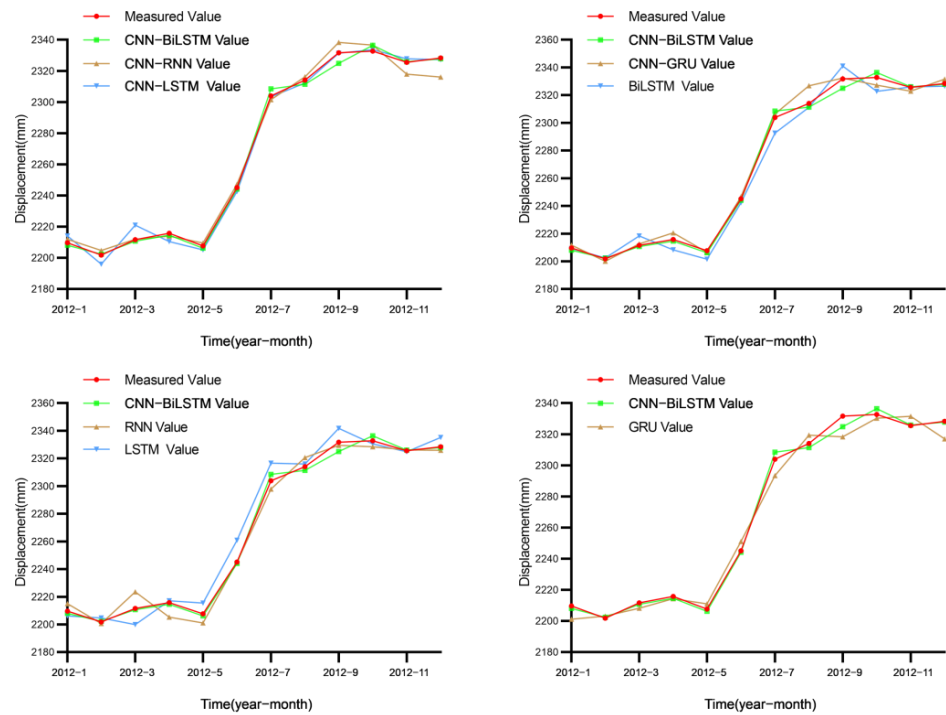 Measured Value
CNN-BiLSTM Value
CNN-RNN Value
CNN-LSTM Value
Displacement(mm)
2340
2320
2300
2280
2260
2240
2220
2200
2180
2012-1
2012-3
2012-5
2012-7
2012-9
2012-11
Time(year-month)
Measured Value
CNN-BiLSTM Value
CNN-GRU Value
BiLSTM Value
Displacement(mm)
2360
2340
2320
2300
2280
2260
2240
2220
2200
2180
2012-1
2012-3
2012-5
2012-7
2012-9
2012-11
Time(year-month)
Measured Value
CNN-BiLSTM Value
RNN Value
LSTM Value
Displacement(mm)
2360
2340
2320
2300
2280
2260
2240
2220
2200
2180
2012-1
2012-3
2012-5
2012-7
2012-9
2012-11
Time(year-month)
Measured Value
CNN-BiLSTM Value
GRU Value
Displacement(mm)
2340
2320
2300
2280
2260
2240
2220
2200
2180
2012-1
2012-3
2012-5
2012-7
2012-9
2012-11
Time(year-month)